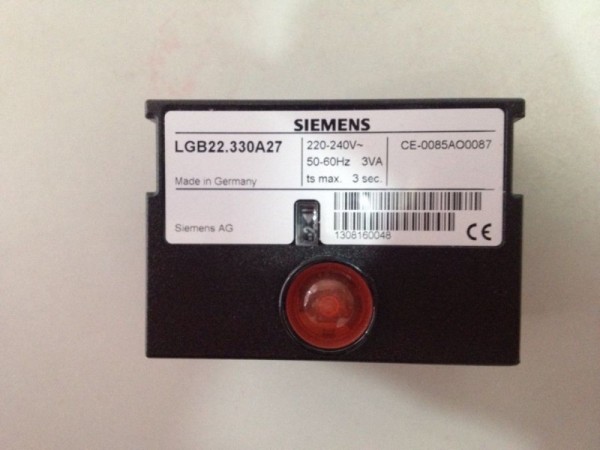 SIEMENS
LGB22.330A27
220-240V~
50-60Hz 3VA
ts max. 3 sec.
CE-0085AO0087
Made in Germany
Siemens AG
1308160048
CE